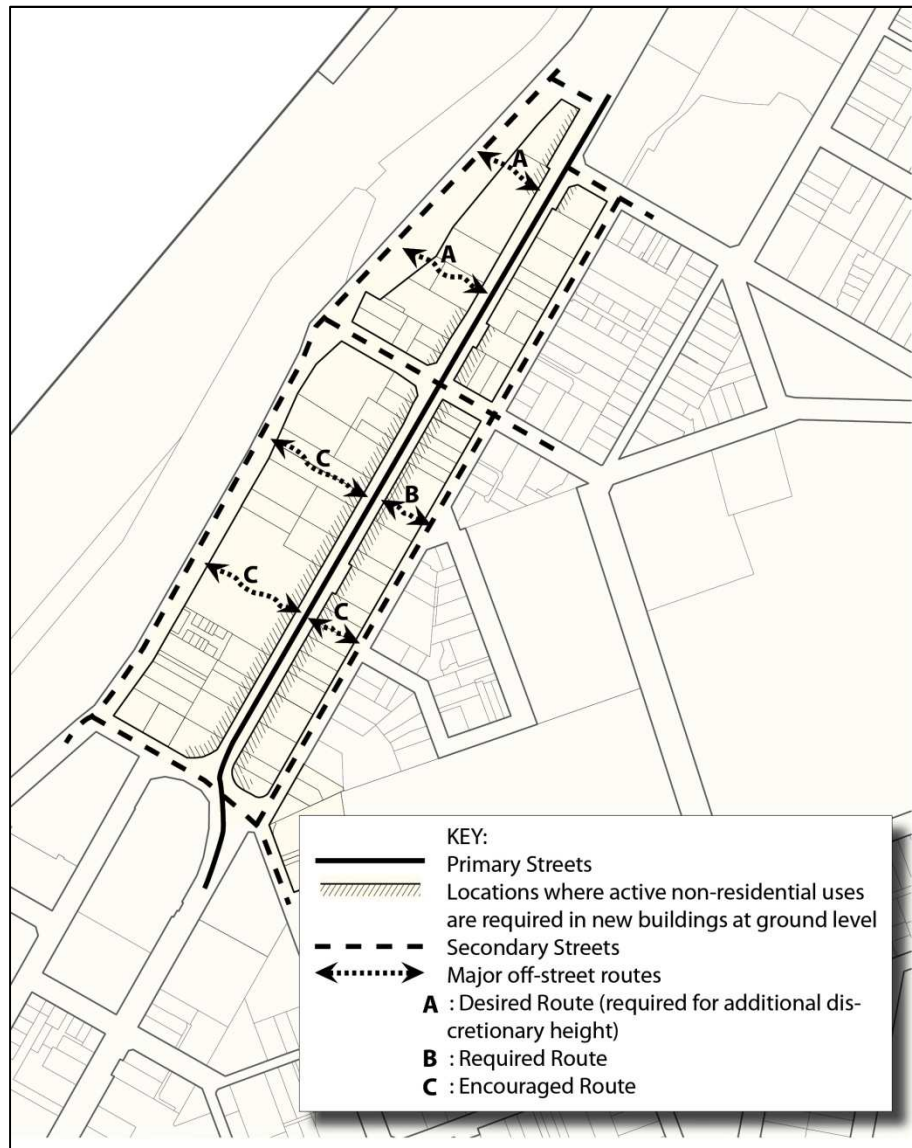 A
A
C
B
C
C
KEY:
Primary Streets
Locations where active non-residential uses
are required in new buildings at ground level
Secondary Streets
Major off-street routes
A : Desired Route (required for additional dis-
cretionary height)
B : Required Route
C : Encouraged Route